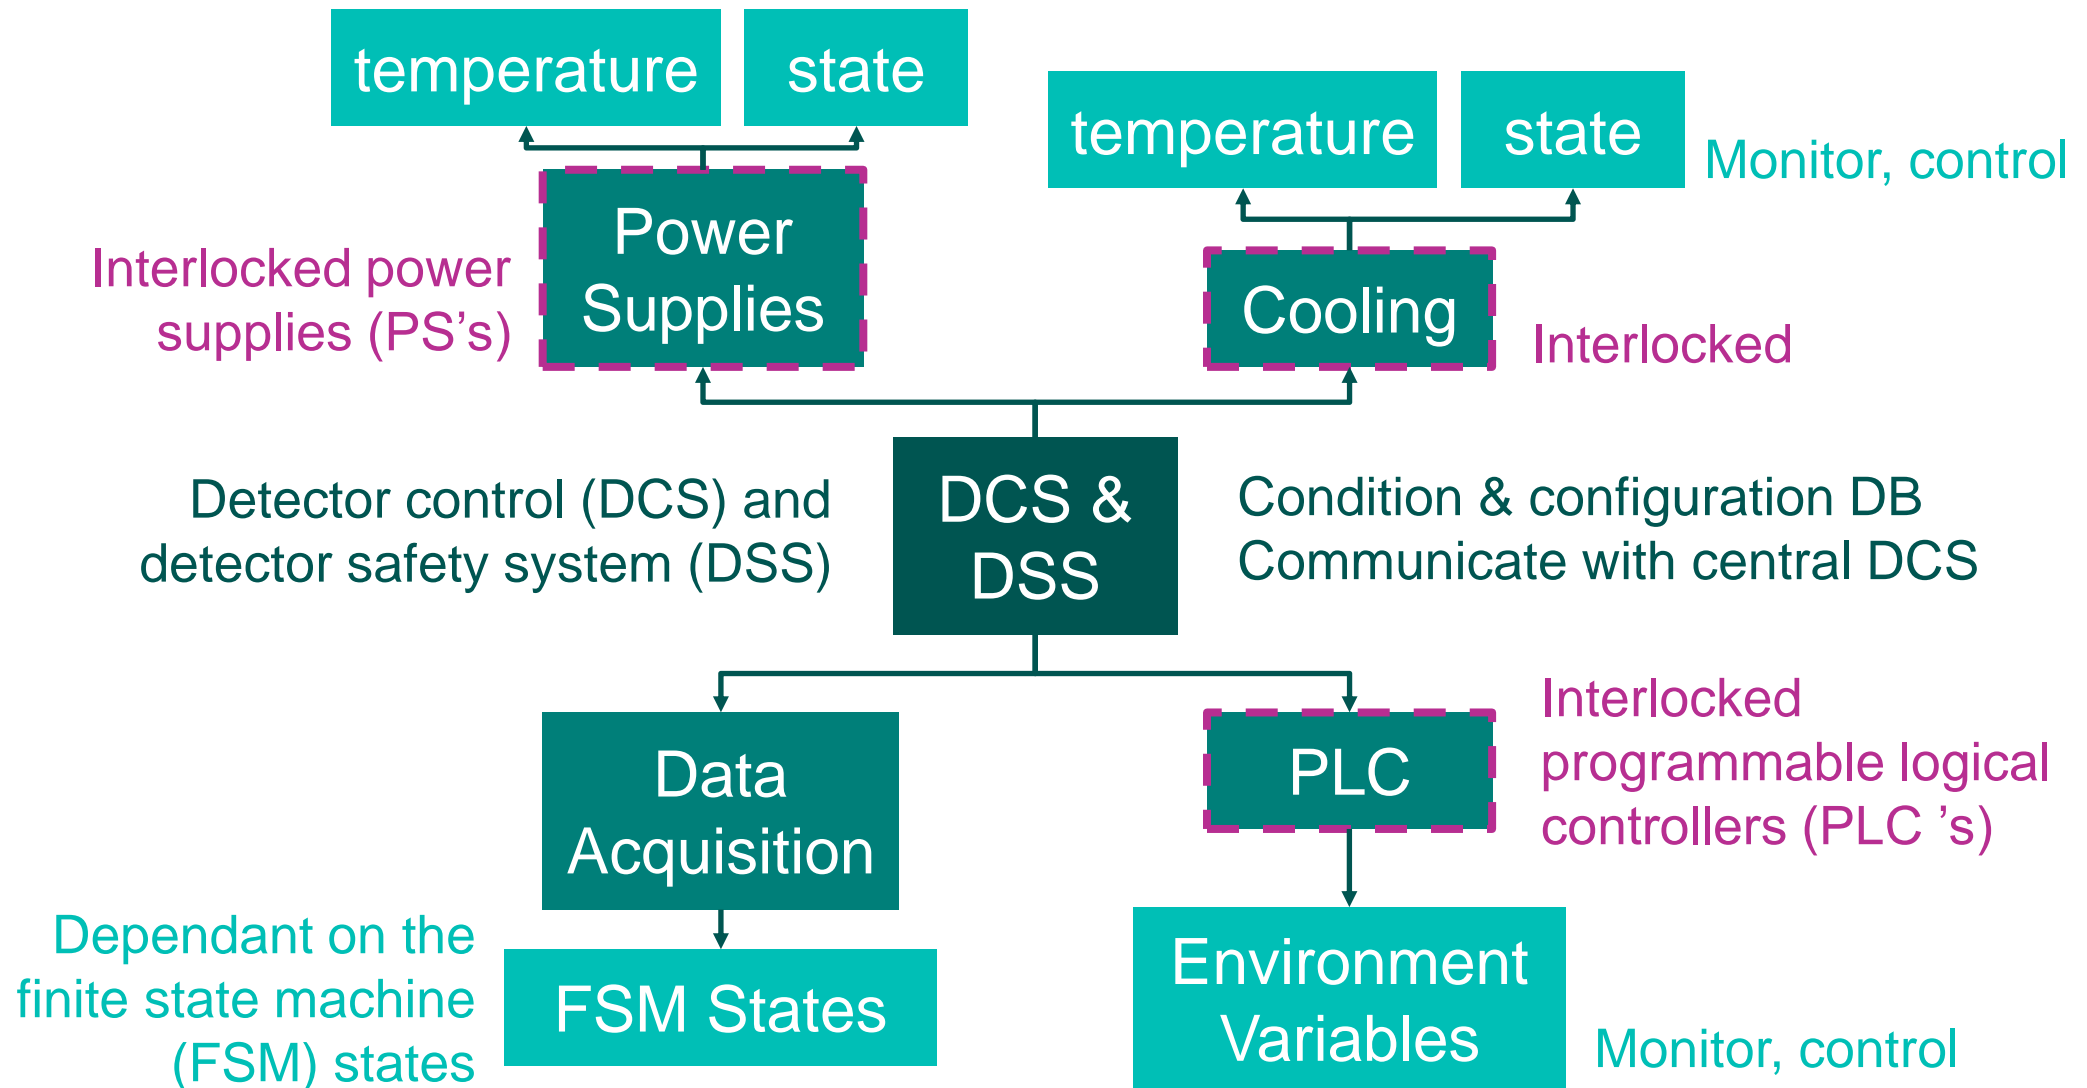 temperature
state
temperature
state
Monitor, control
Power
Supplies
Interlocked power
supplies (PS’s)
Cooling
Interlocked
Detector control (DCS) and
detector safety system (DSS)
DCS &
DSS
Condition & configuration DB
Communicate with central DCS
Data
Acquisition
PLC
Interlocked
programmable logical
controllers (PLC ’s)
Dependant on the
finite state machine
(FSM) states
FSM States
Environment
Variables
Monitor, control